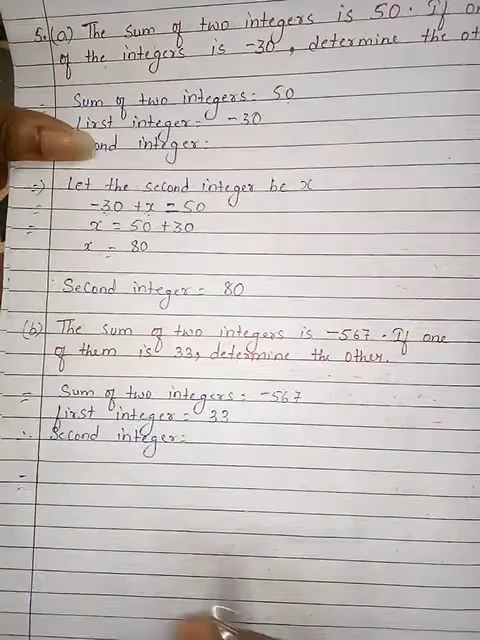 5. (a) The sum of two integers is 50. If
of the integers is -30, determine the
Sum of two integers = 50
First integer = -30
integer:
=) Let the second integer be x
= -30 + x = 50
= x = 50 + 30
x = 80
Second integer = 80
(b) The sum of two integers is -567. If one
of them is 33, determine the other.
= Sum of two integers = -567
First integer = 33
∴ Second integer =
=